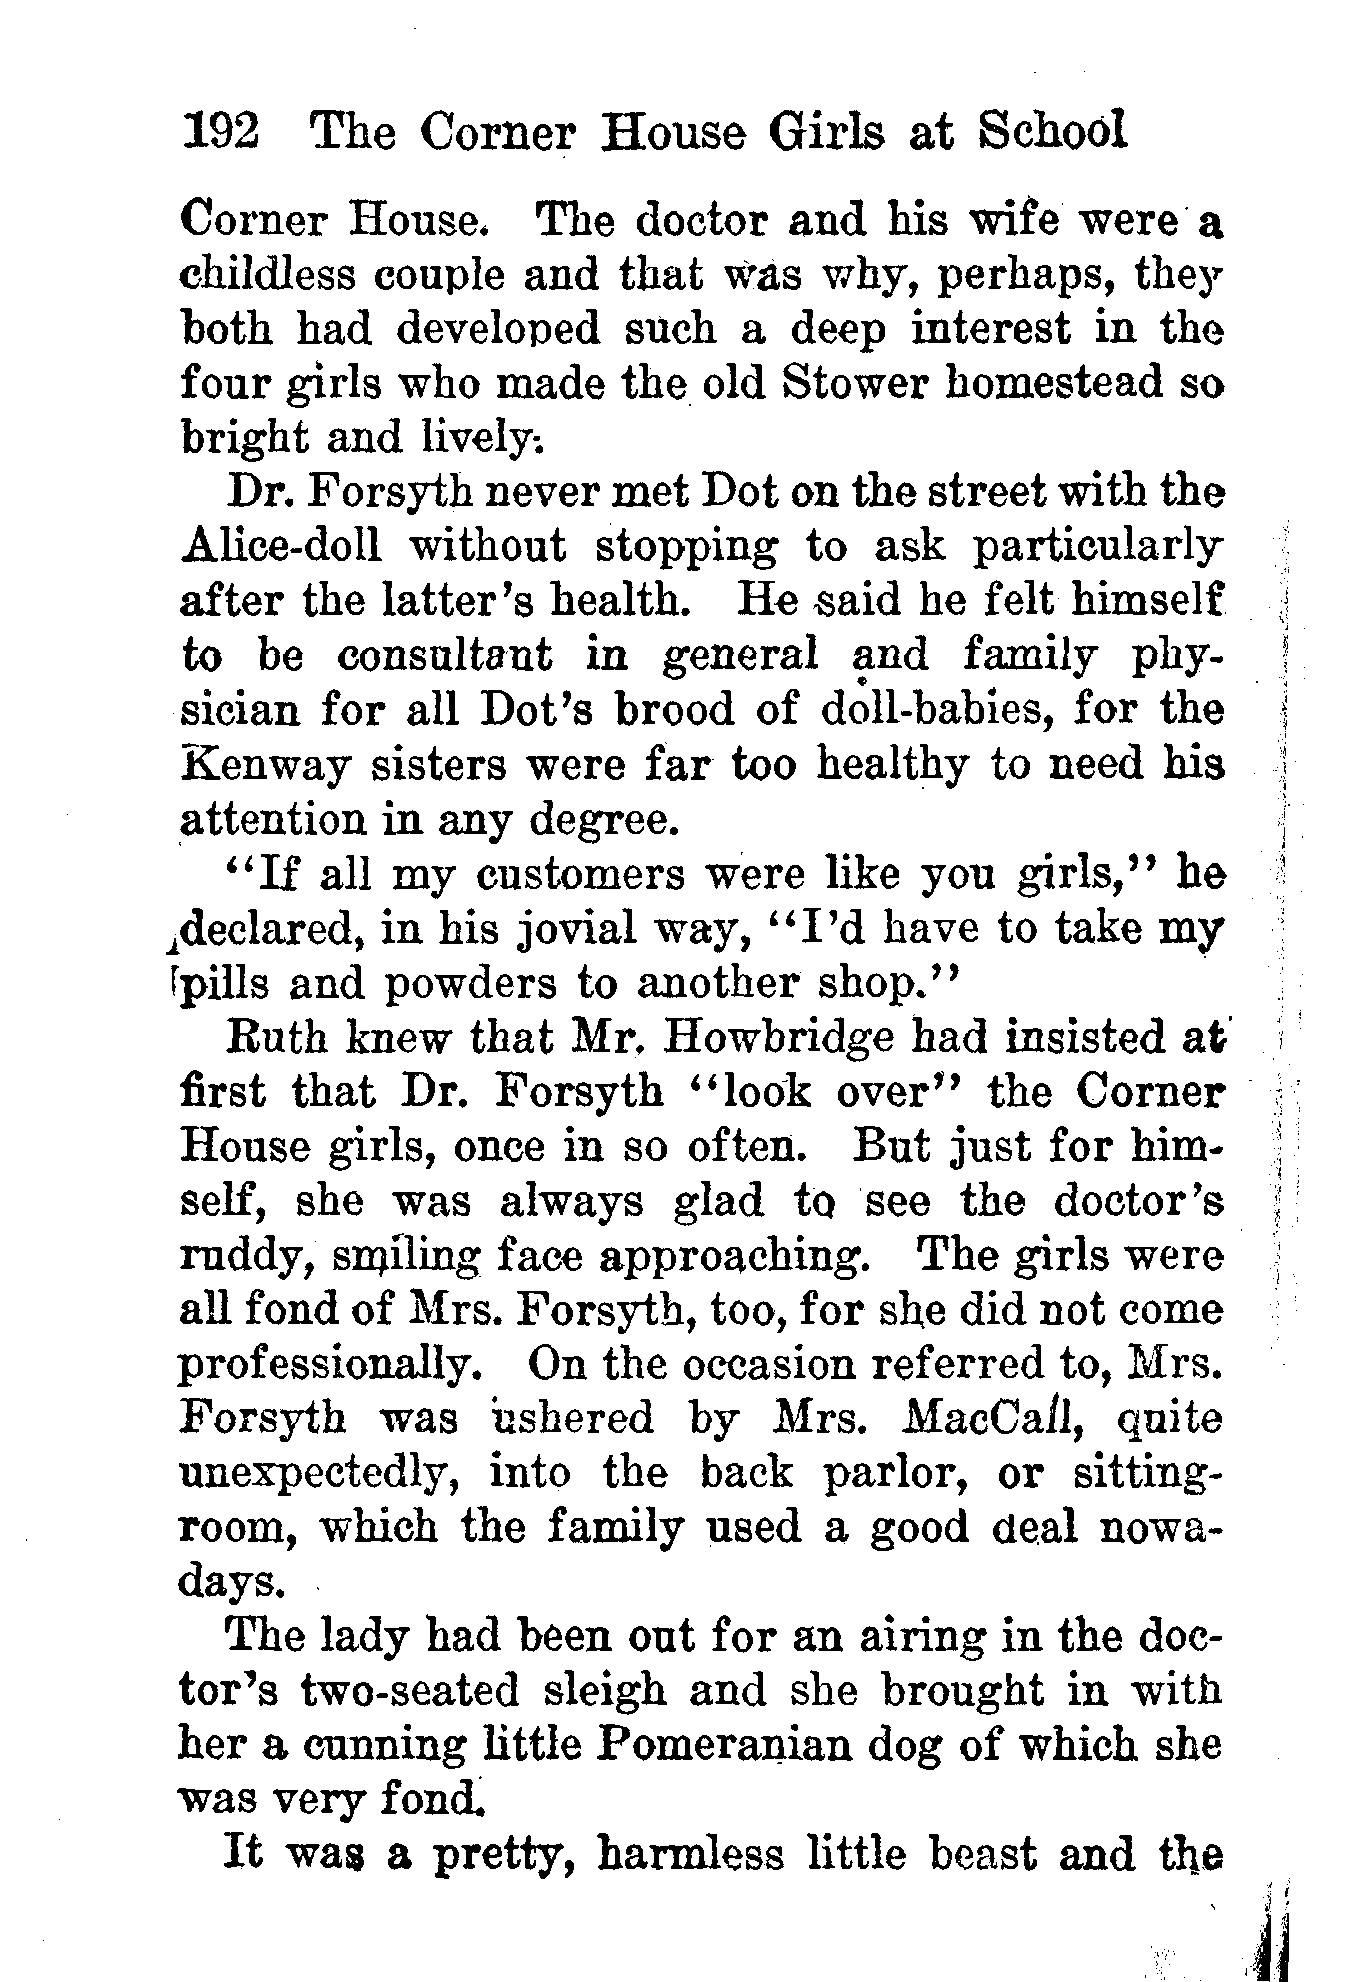 192 The Corner House Girls at School
Corner House. The doctor and his wife were a
childless couple and that was why, perhaps, they
both had developed such a deep interest in the
four girls who made the old Stower homestead so
bright and lively.
Dr. Forsyth never met Dot on the street with the
Alice-doll without stopping to ask particularly
after the latter's health. He said he felt himself
to be consultant in general and family phy-
sician for all Dot's brood of doll-babies, for the
Kenway sisters were far too healthy to need his
attention in any degree.
"If all my customers were like you girls," he
declared, in his jovial way, "I'd have to take my
pills and powders to another shop."
Ruth knew that Mr. Howbridge had insisted at
first that Dr. Forsyth "look over" the Corner
House girls, once in so often. But just for him-
self, she was always glad to see the doctor's
ruddy, smiling face approaching. The girls were
all fond of Mrs. Forsyth, too, for she did not come
professionally. On the occasion referred to, Mrs.
Forsyth was ushered by Mrs. MacCall, quite
unexpectedly, into the back parlor, or sitting-
room, which the family used a good deal nowa-
days.
The lady had been out for an airing in the doc-
tor's two-seated sleigh and she brought in with
her a cunning little Pomeranian dog of which she
was very fond.
It was a pretty, harmless little beast and the